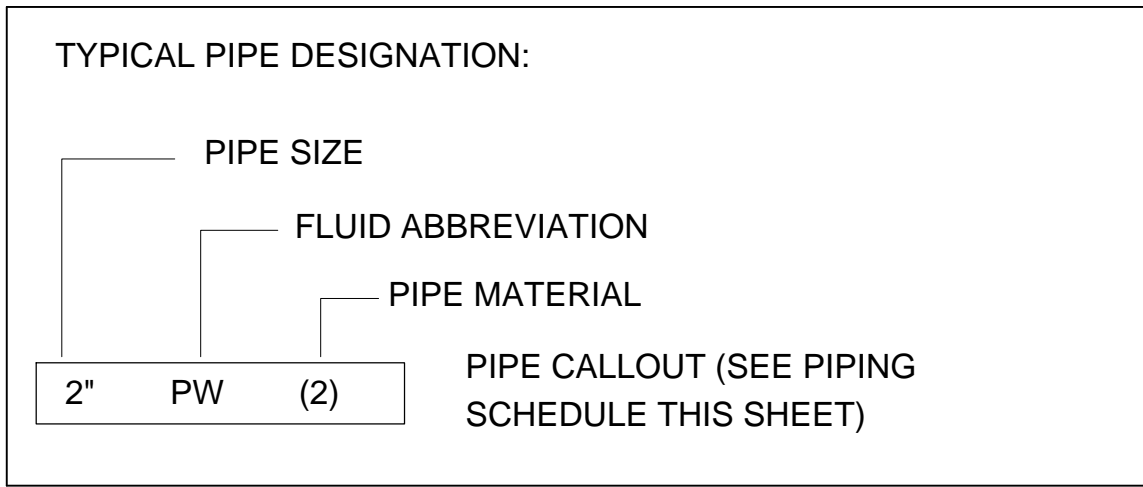 TYPICAL PIPE DESIGNATION:
PIPE SIZE
FLUID ABBREVIATION
PIPE MATERIAL
2" PW (2)
PIPE CALLOUT (SEE PIPING
SCHEDULE THIS SHEET)